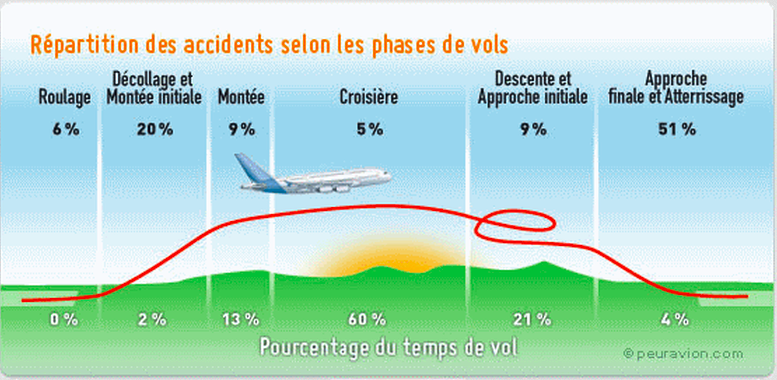 Répartition des accidents selon les phases de vols
Roulage
6 %
Décollage et
Montée initiale
20 %
Montée
9 %
Croisière
5 %
Descente et
Approche initiale
9 %
Approche
finale et Atterrissage
51 %
0 %
2 %
13 %
60 %
21 %
4 %
Pourcentage du temps de vol
© peuravion.com